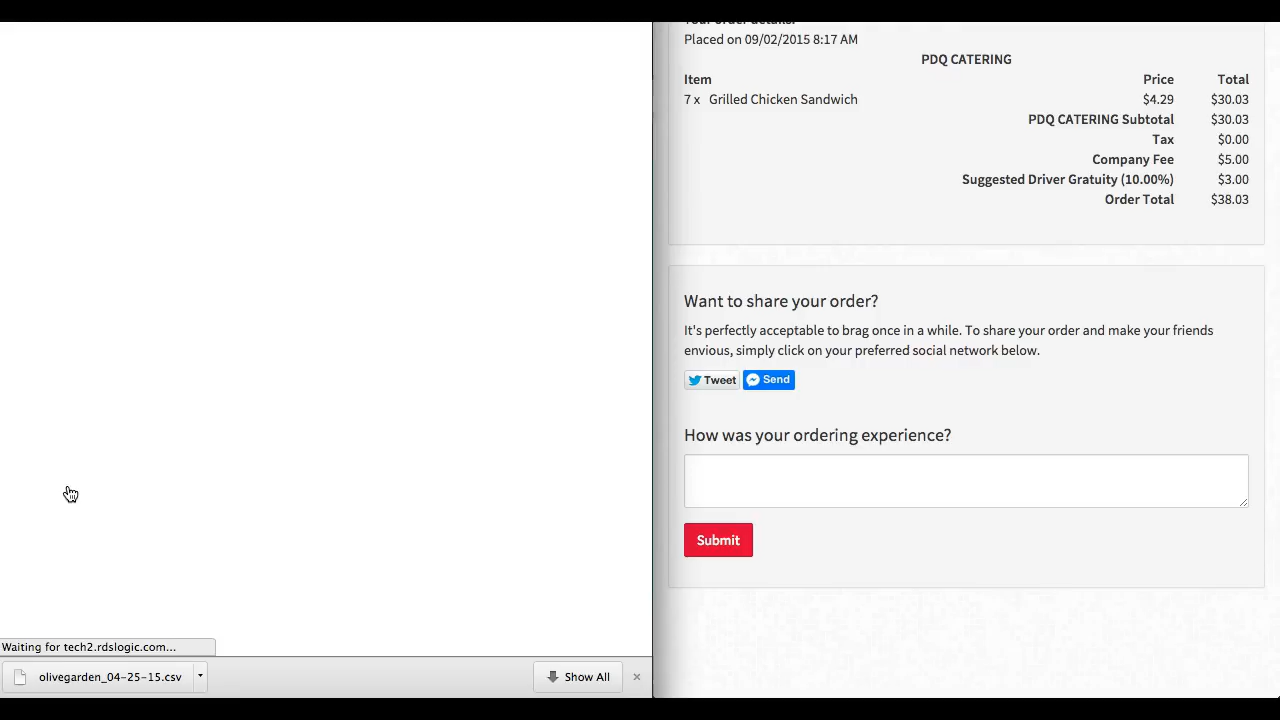 Your order details:
Placed on 09/02/2015 8:17 AM
PDQ CATERING
Item Price Total
7 x Grilled Chicken Sandwich $4.29 $30.03
PDQ CATERING Subtotal $30.03
Tax $0.00
Company Fee $5.00
Suggested Driver Gratuity (10.00%) $3.00
Order Total $38.03
Want to share your order?
It's perfectly acceptable to brag once in a while. To share your order and make your friends
envious, simply click on your preferred social network below.
Tweet Send
How was your ordering experience?
Submit
Waiting for tech2.rdslogic.com...
olivegarden_04-25-15.csv Show All